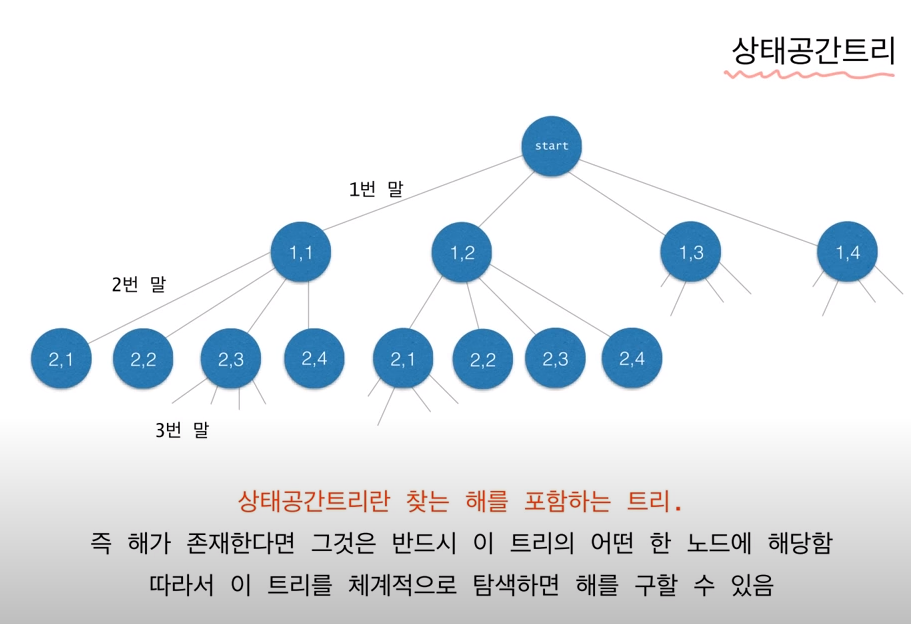 상태공간트리
start
1번 말
1,1
1,2
1,3
1,4
2번 말
2,1
2,2
2,3
2,4
2,1
2,2
2,3
2,4
3번 말
상태공간트리란 찾는 해를 포함하는 트리.
즉 해가 존재한다면 그것은 반드시 이 트리의 어떤 한 노드에 해당함
따라서 이 트리를 체계적으로 탐색하면 해를 구할 수 있음